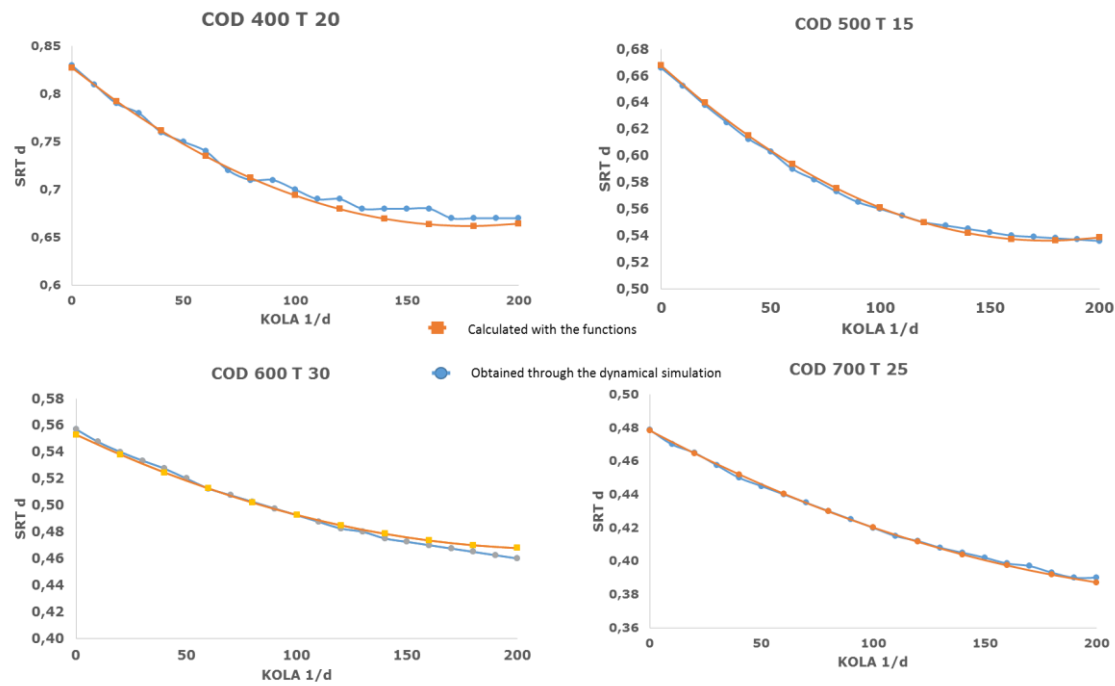 COD 400 T 20
0,85
0,8
0,75
0,7
0,65
0,6
SRT d
0 50 100 150 200
KOLA 1/d
COD 500 T 15
0,68
0,66
0,64
0,62
0,60
0,58
0,56
0,54
0,52
0,50
SRT d
0 50 100 150 200
KOLA 1/d
Calculated with the functions
Obtained through the dynamical simulation
COD 600 T 30
0,58
0,56
0,54
0,52
0,50
0,48
0,46
0,44
0,42
0,40
SRT d
0 50 100 150 200
KOLA 1/d
COD 700 T 25
0,50
0,48
0,46
0,44
0,42
0,40
0,38
0,36
SRT d
0 50 100 150 200
KOLA 1/d